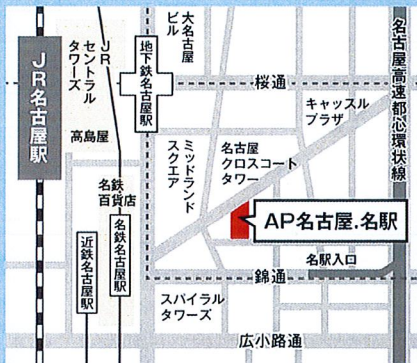 大名古屋
ビル
地下鉄名古屋駅
JR
セントラル
タワーズ
JR名古屋駅
名古屋高速都心環状線
桜通
キャッスル
プラザ
高島屋
ミッドランド
スクエア
名古屋
クロスコート
タワー
名鉄
百貨店
名鉄名古屋駅
近鉄名古屋駅
AP名古屋.名駅
名駅入口
錦通
スパイラル
タワーズ
広小路通